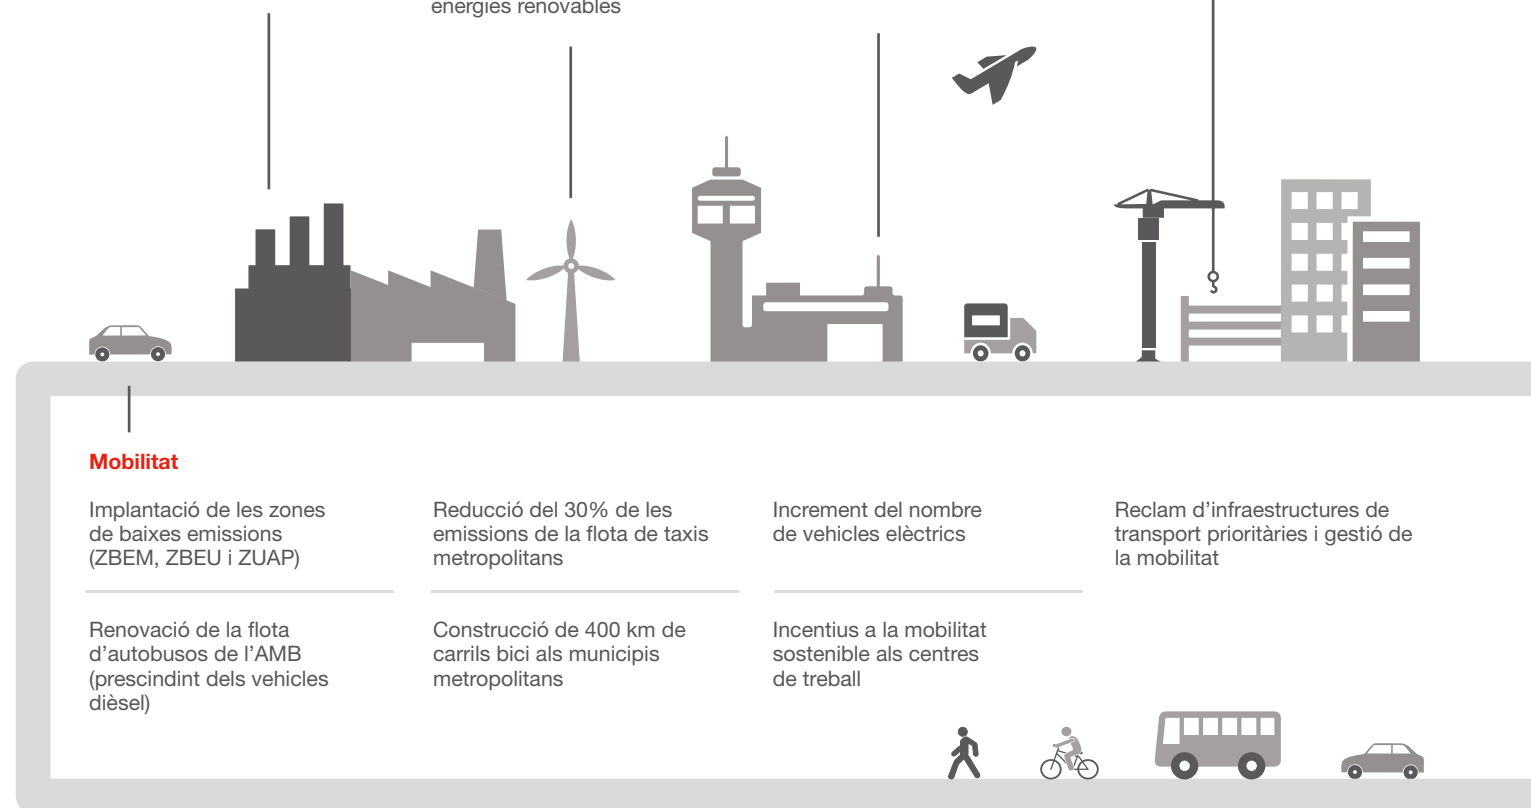 energies renovables
Mobilitat
Implantació de les zones
de baixes emissions
(ZBEM, ZBEU i ZUAP)
Reducció del 30% de les
emissions de la flota de taxis
metropolitans
Increment del nombre
de vehicles elèctrics
Reclam d’infraestructures de
transport prioritàries i gestió de
la mobilitat
Renovació de la flota
d’autobusos de l’AMB
(prescindint dels vehicles
dièsel)
Construcció de 400 km de
carrils bici als municipis
metropolitans
Incentius a la mobilitat
sostenible als centres
de treball